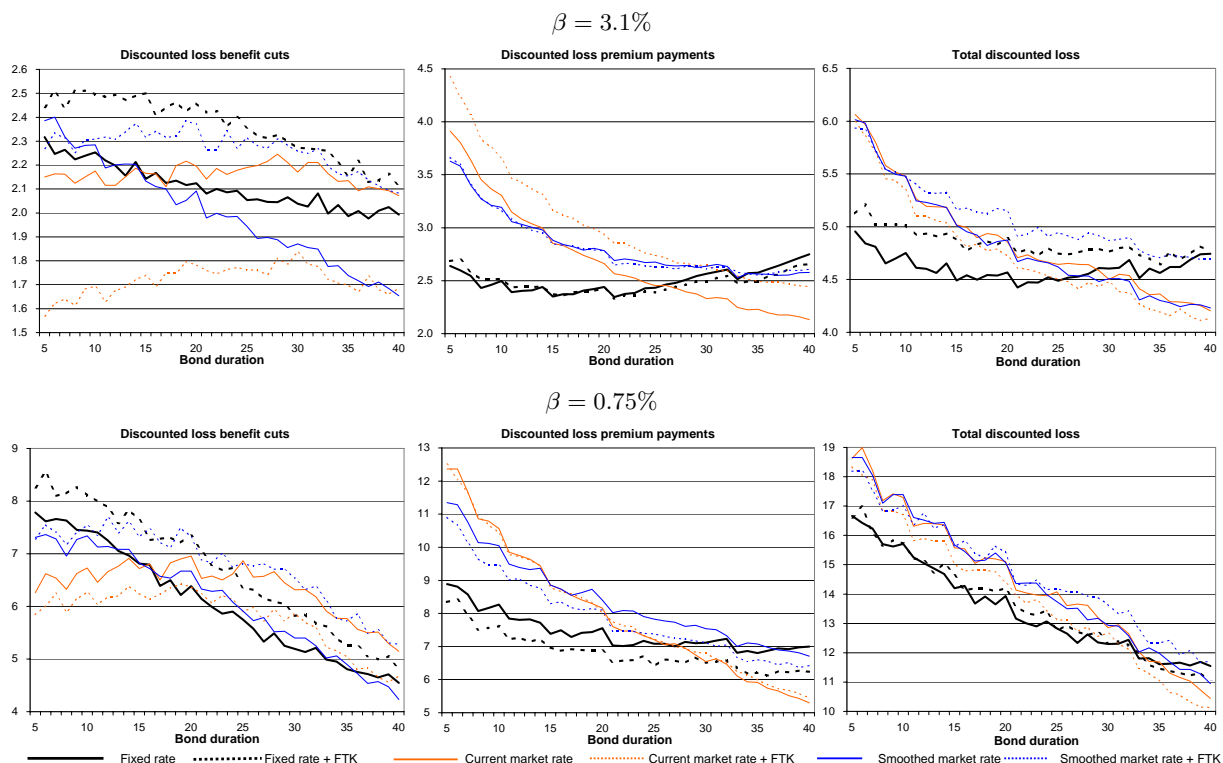 β = 3.1%
Discounted loss benefit cuts
2.6
2.5
2.4
2.3
2.2
2.1
2.0
1.9
1.8
1.7
1.6
1.5
5 10 15 20 25 30 35 40
Bond duration
Discounted loss premium payments
4.5
4.0
3.5
3.0
2.5
2.0
5 10 15 20 25 30 35 40
Bond duration
Total discounted loss
6.5
6.0
5.5
5.0
4.5
4.0
5 10 15 20 25 30 35 40
Bond duration
β = 0.75%
Discounted loss benefit cuts
9
8
7
6
5
4
5 10 15 20 25 30 35 40
Bond duration
Discounted loss premium payments
13
12
11
10
9
8
7
6
5
5 10 15 20 25 30 35 40
Bond duration
Total discounted loss
19
18
17
16
15
14
13
12
11
10
5 10 15 20 25 30 35 40
Bond duration
Fixed rate Fixed rate + FTK Current market rate Current market rate + FTK Smoothed market rate Smoothed market rate + FTK